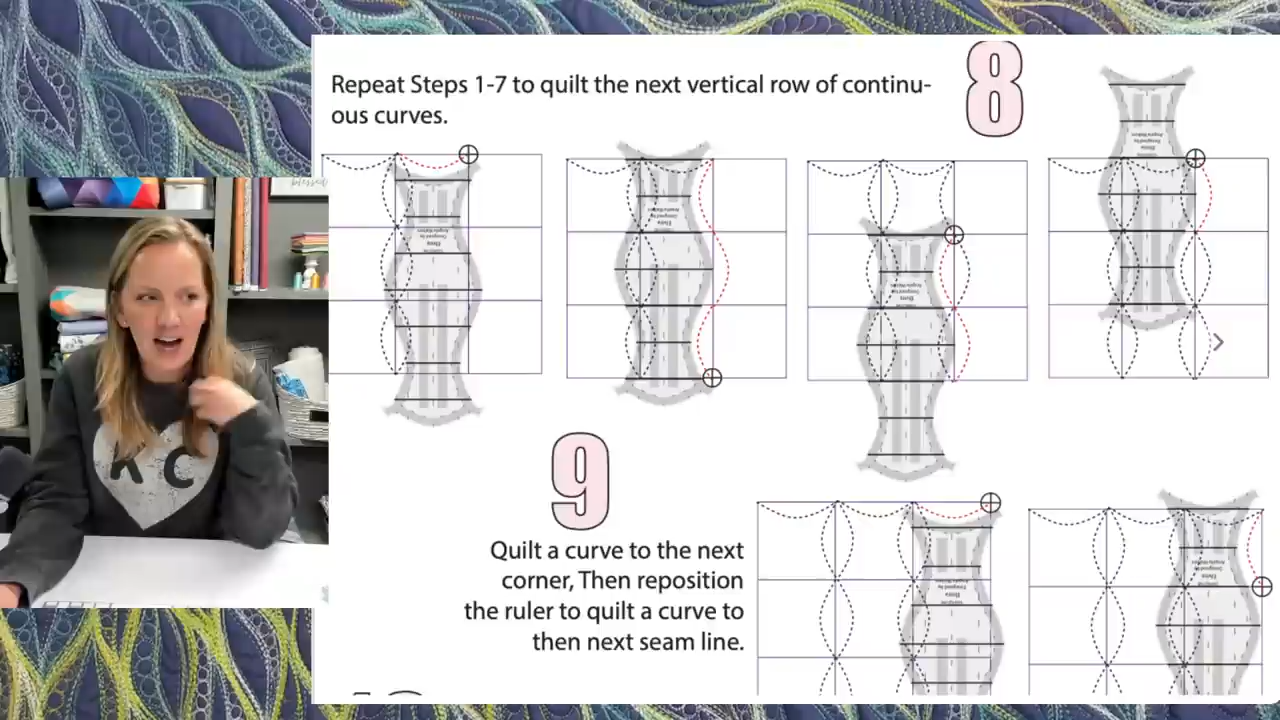 Repeat Steps 1-7 to quilt the next vertical row of continu-
ous curves.
8
blessed
K C
9
Quilt a curve to the next
corner, Then reposition
the ruler to quilt a curve to
then next seam line.